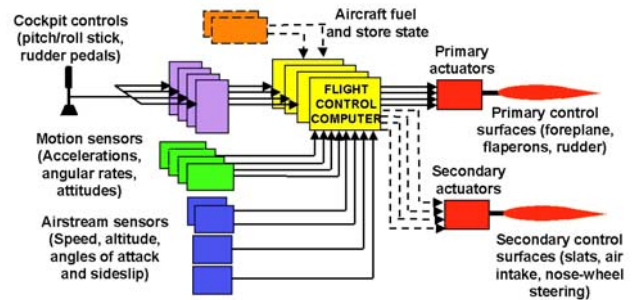 Cockpit controls
(pitch/roll stick,
rudder pedals)
Aircraft fuel
and store state
FLIGHT
CONTROL
COMPUTER
Primary
actuators
Primary control
surfaces (foreplane,
flaperons, rudder)
Motion sensors
(Accelerations,
angular rates,
attitudes)
Secondary
actuators
Airstream sensors
(Speed, altitude,
angles of attack
and sideslip)
Secondary control
surfaces (slats, air
intake, nose-wheel
steering)